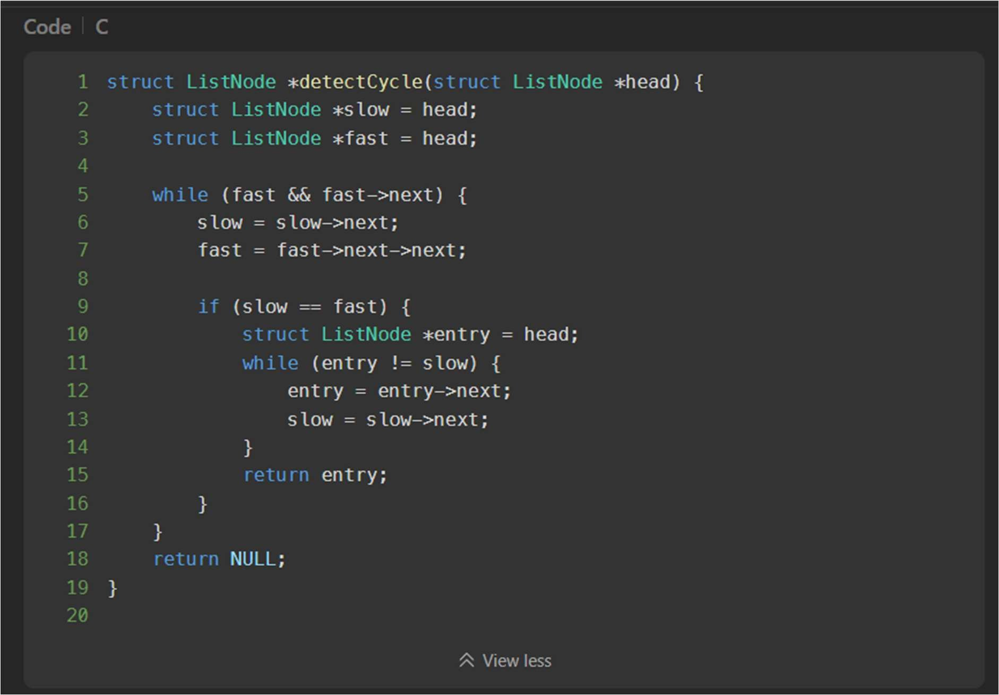 Code | C
1 struct ListNode *detectCycle(struct ListNode *head) {
2     struct ListNode *slow = head;
3     struct ListNode *fast = head;
4
5     while (fast && fast->next) {
6         slow = slow->next;
7         fast = fast->next->next;
8
9         if (slow == fast) {
10             struct ListNode *entry = head;
11             while (entry != slow) {
12                 entry = entry->next;
13                 slow = slow->next;
14             }
15             return entry;
16         }
17     }
18     return NULL;
19 }
20
View less